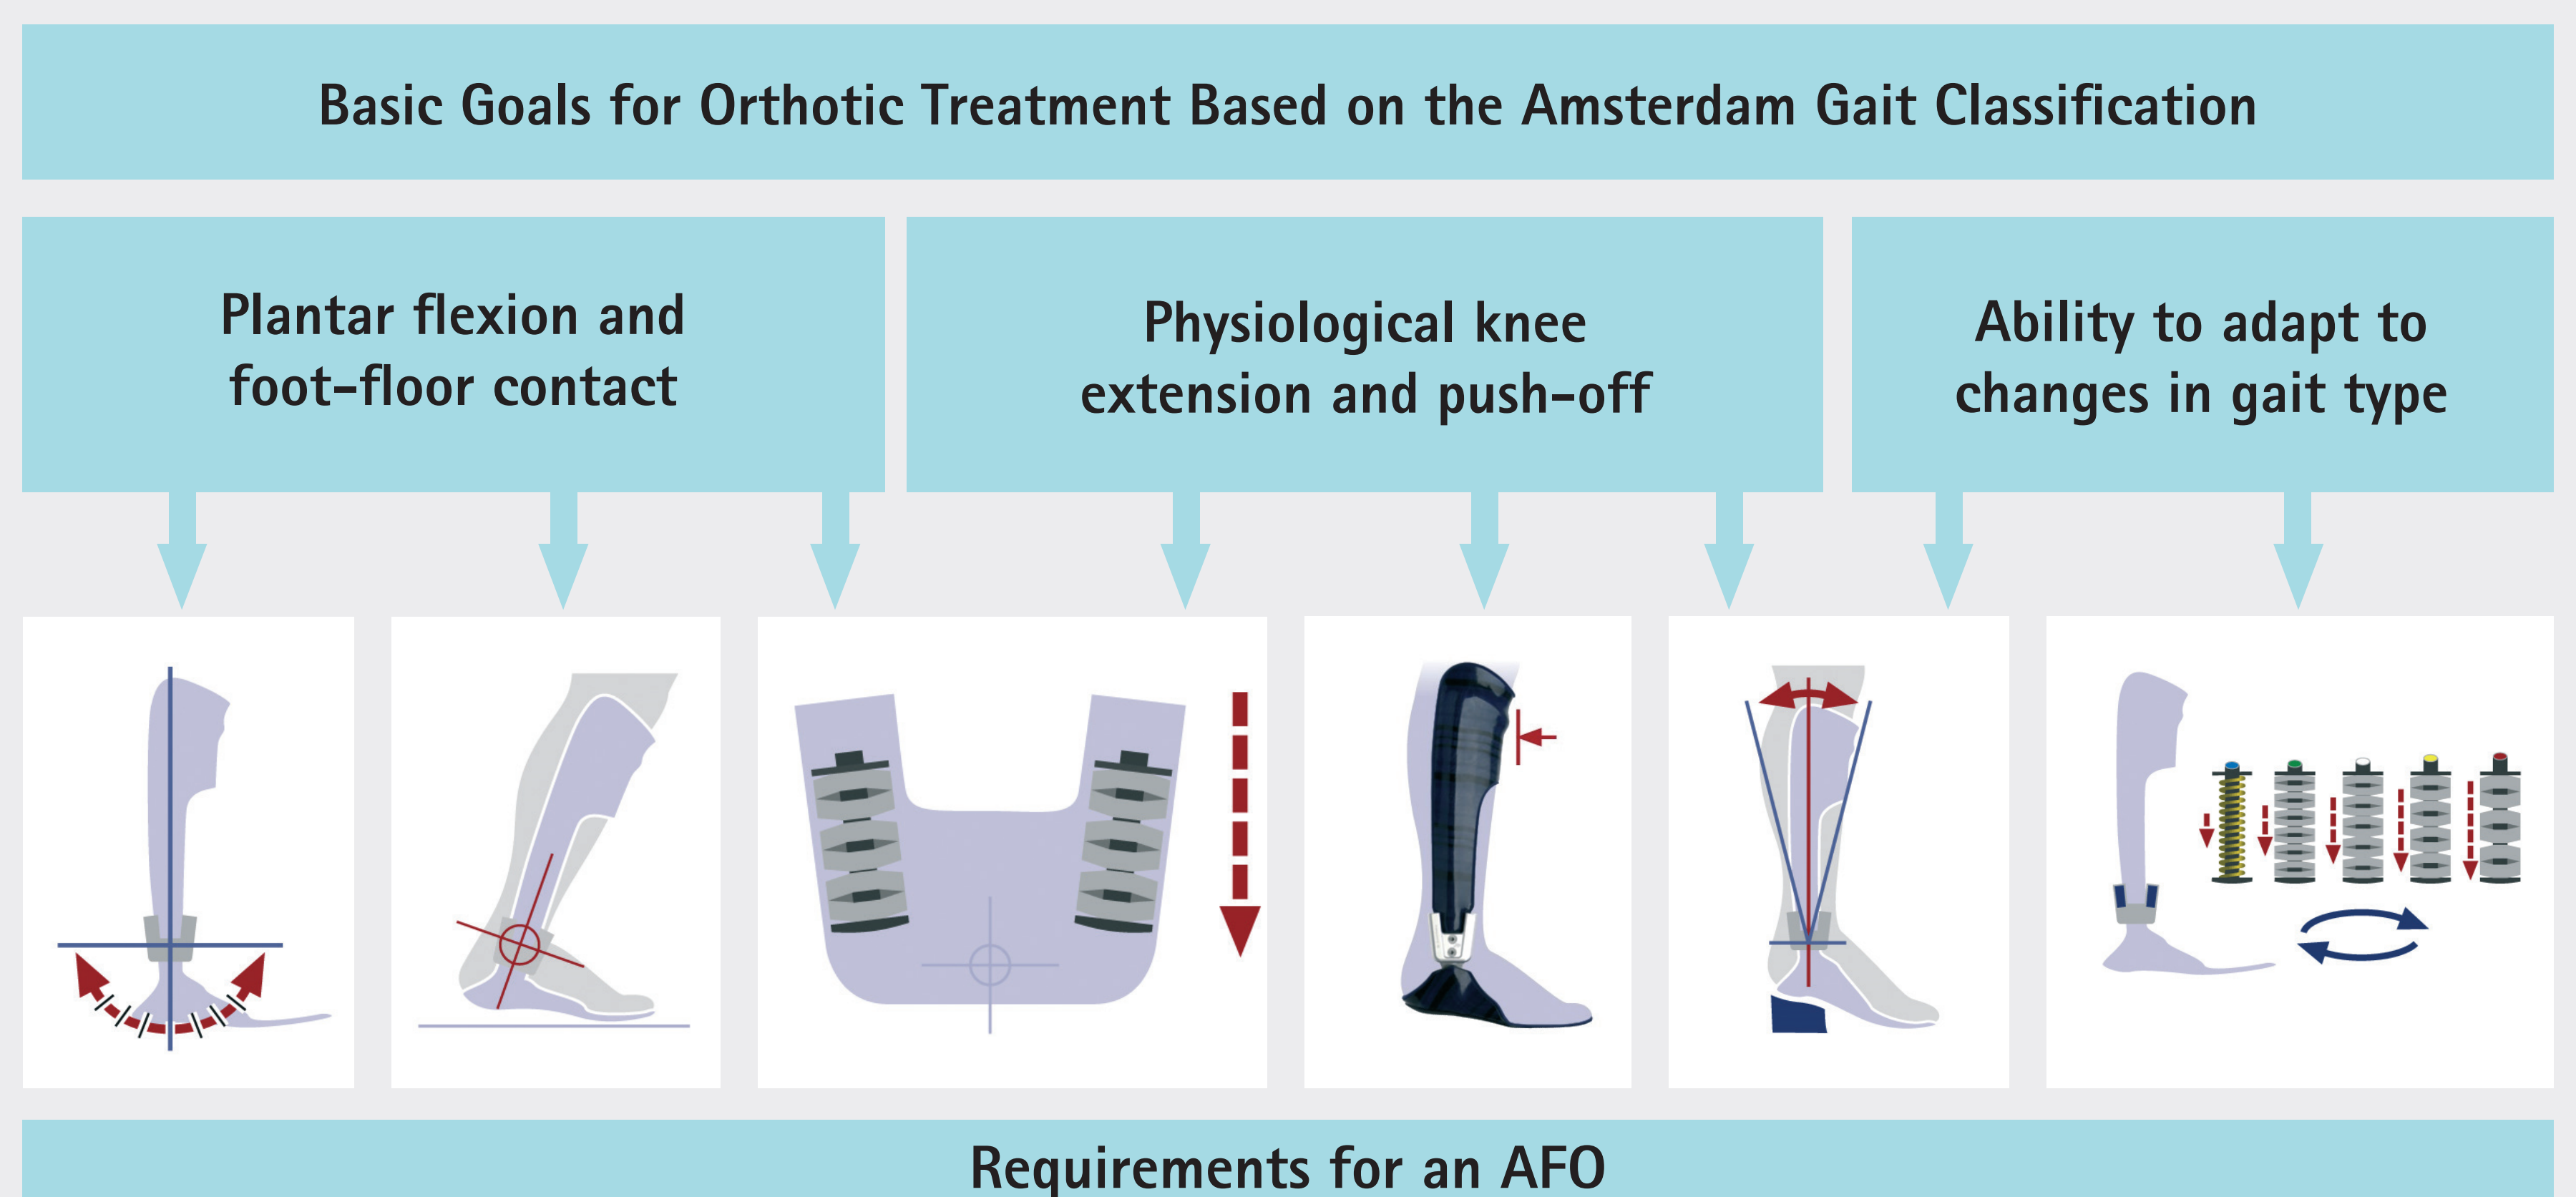 Basic Goals for Orthotic Treatment Based on the Amsterdam Gait Classification
Plantar flexion and
foot-floor contact
Physiological knee
extension and push-off
Ability to adapt to
changes in gait type
Requirements for an AFO